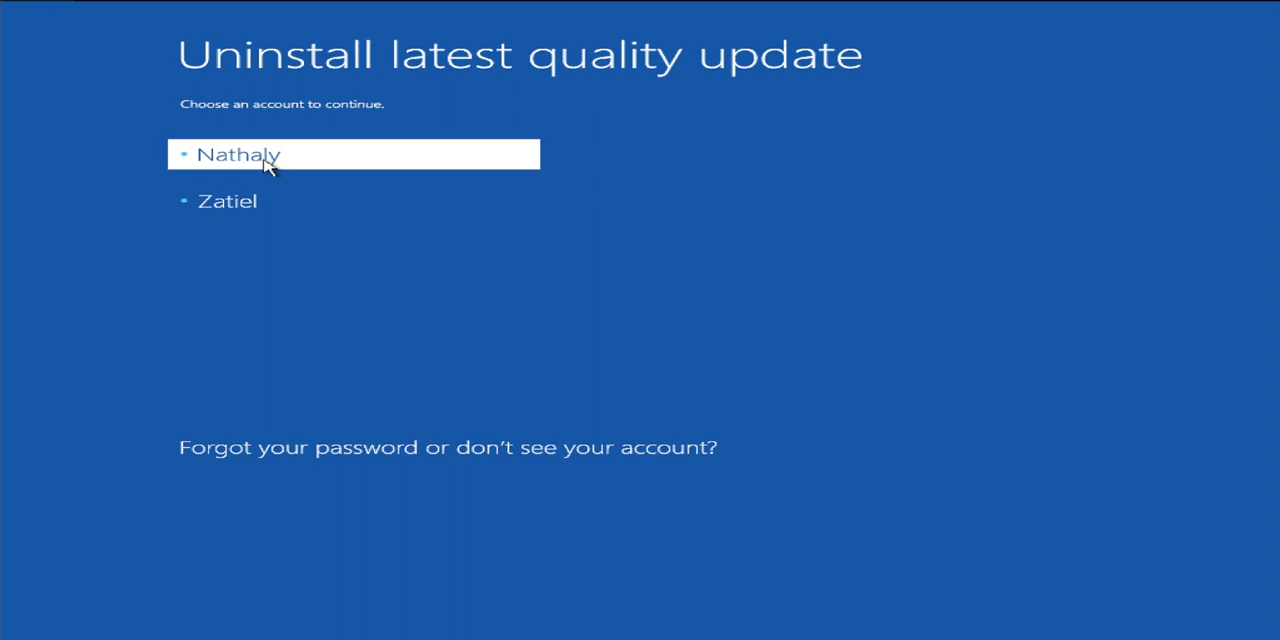 Uninstall latest quality update
Choose an account to continue.
Nathaly
Zatiel
Forgot your password or don't see your account?